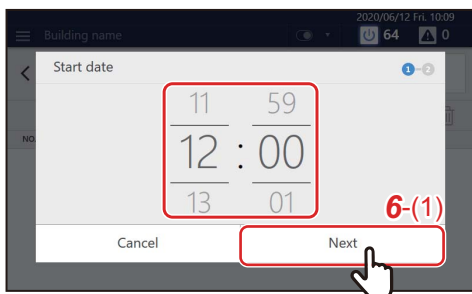 2020/06/12 Fri. 10:09
Building name
64
0
Start date
1
2
NO.
11 59
12 : 00
13 01
6-(1)
Cancel
Next